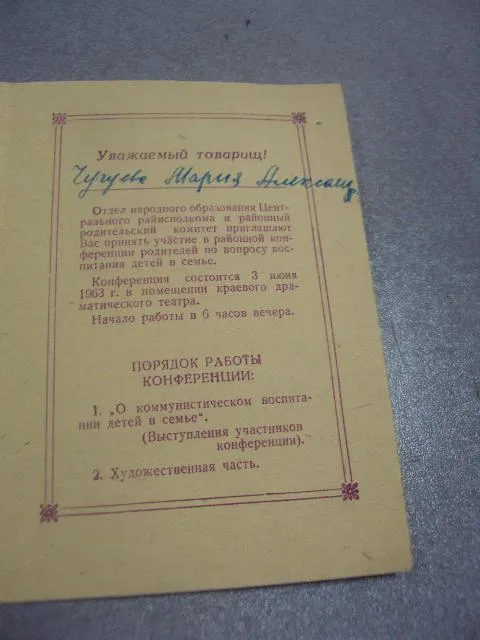 Уважаемый товарищ!
Чугуева Мария Александ
Отдел народного образования Цент-
рального райисполкома и районный
родительский комитет приглашают
Вас принять участие в районной кон-
ференции родителей по вопросу вос-
питания детей в семье.
Конференция состоится 3 июня
1963 г. в помещении краевого дра-
матического театра.
Начало работы в 6 часов вечера.
ПОРЯДОК РАБОТЫ
КОНФЕРЕНЦИИ:
1. „О коммунистическом воспита-
нии детей в семье“.
(Выступления участников
конференции).
2. Художественная часть.